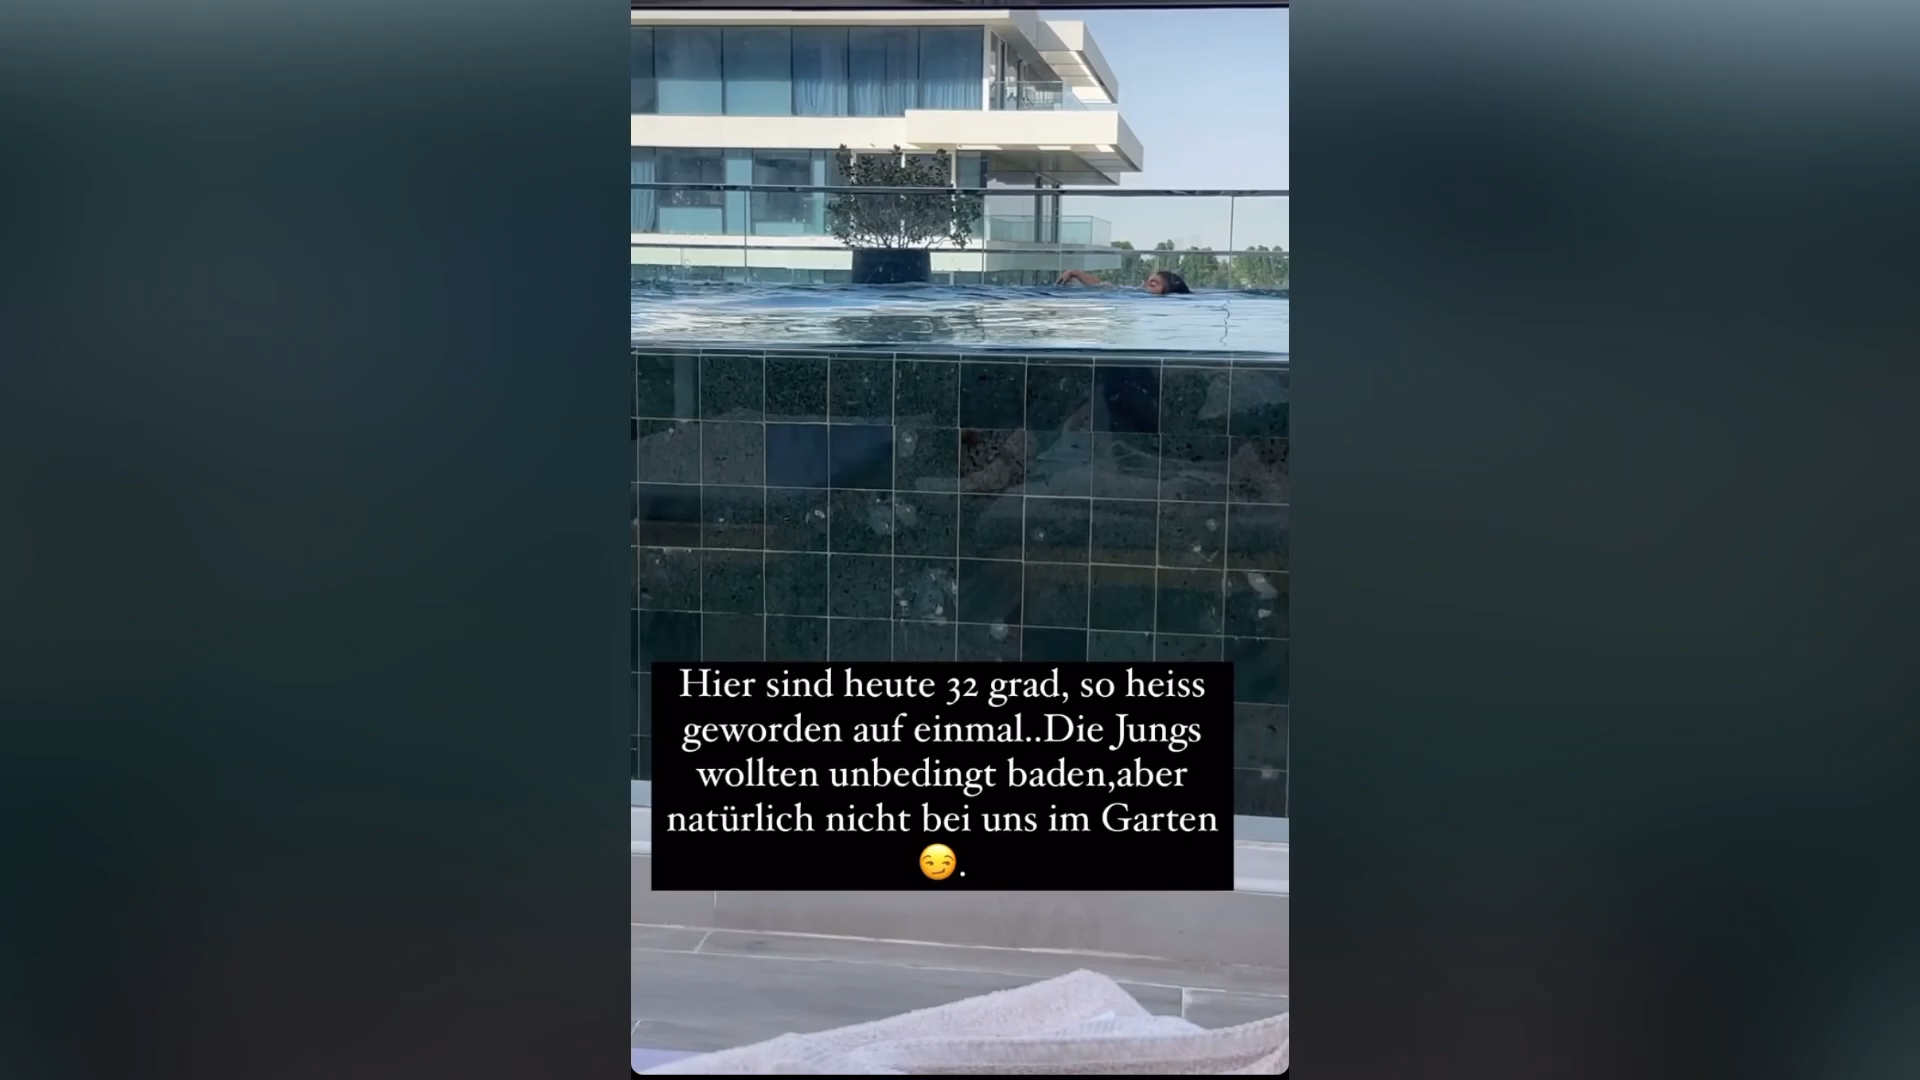 Hier sind heute 32 grad, so heiss
geworden auf einmal..Die Jungs
wollten unbedingt baden,aber
natürlich nicht bei uns im Garten
😏.